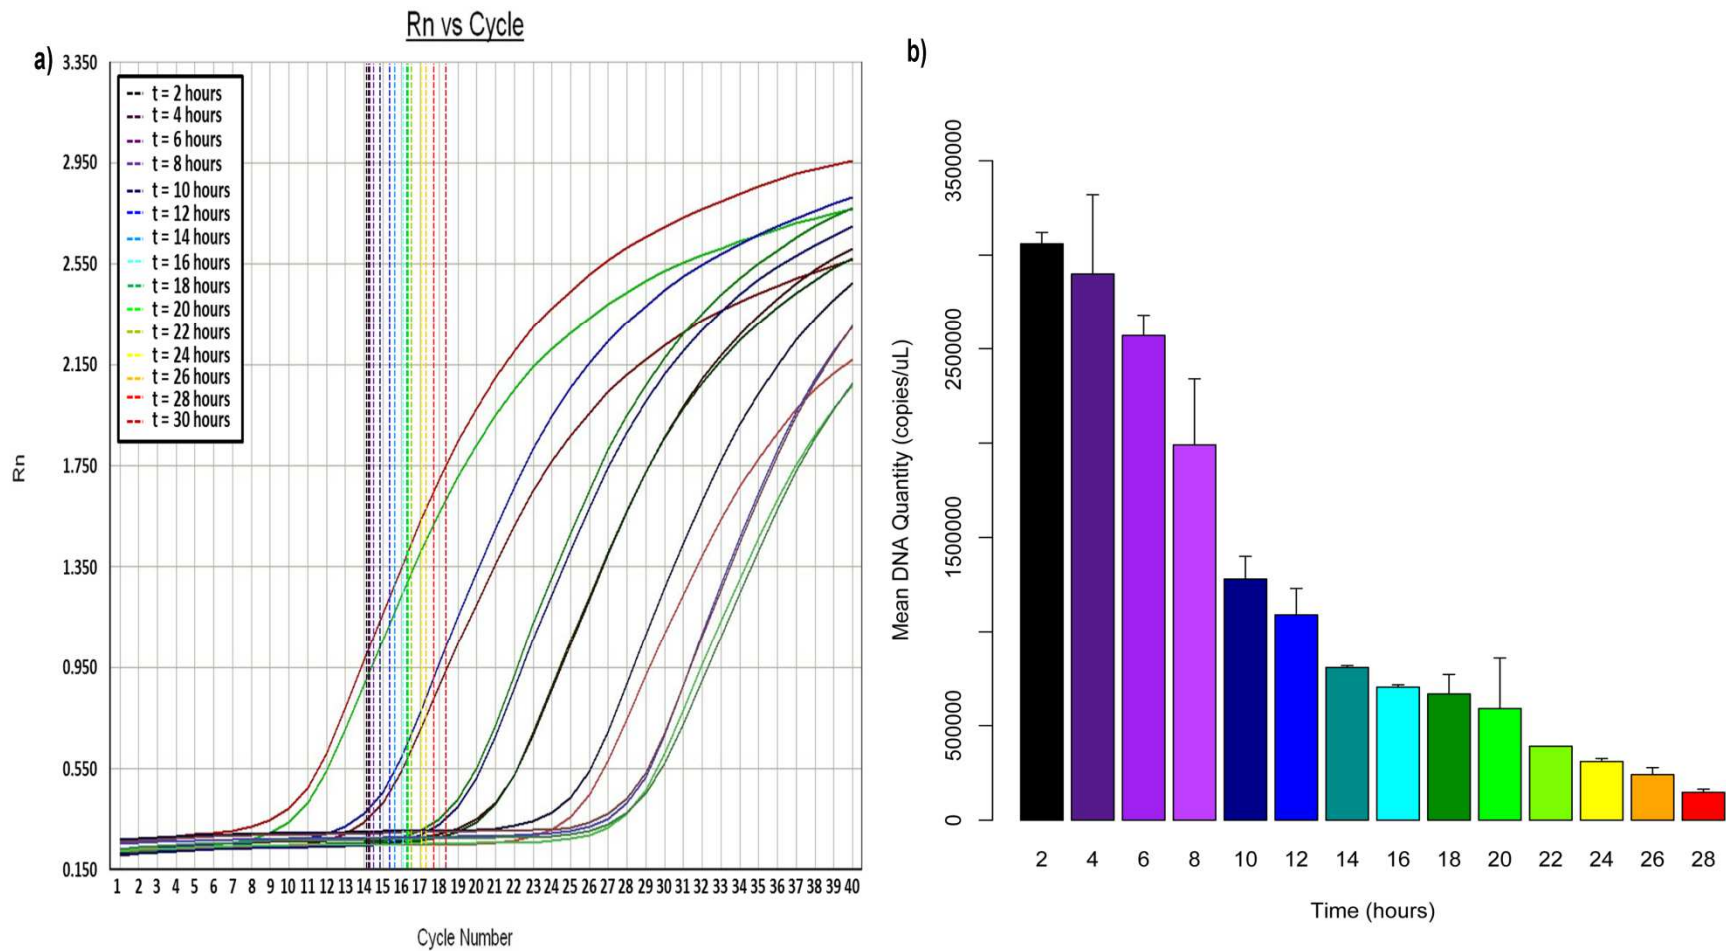 Rn vs Cycle
a)
3.350
2.950
2.550
2.150
1.750
1.350
0.950
0.550
0.150
Rn
t = 2 hours
t = 4 hours
t = 6 hours
t = 8 hours
t = 10 hours
t = 12 hours
t = 14 hours
t = 16 hours
t = 18 hours
t = 20 hours
t = 22 hours
t = 24 hours
t = 26 hours
t = 28 hours
t = 30 hours
1 2 3 4 5 6 7 8 9 10 11 12 13 14 15 16 17 18 19 20 21 22 23 24 25 26 27 28 29 30 31 32 33 34 35 36 37 38 39 40
Cycle Number
b)
3500000
2500000
1500000
500000
0
Mean DNA Quantity (copies/uL)
2 4 6 8 10 12 14 16 18 20 22 24 26 28
Time (hours)